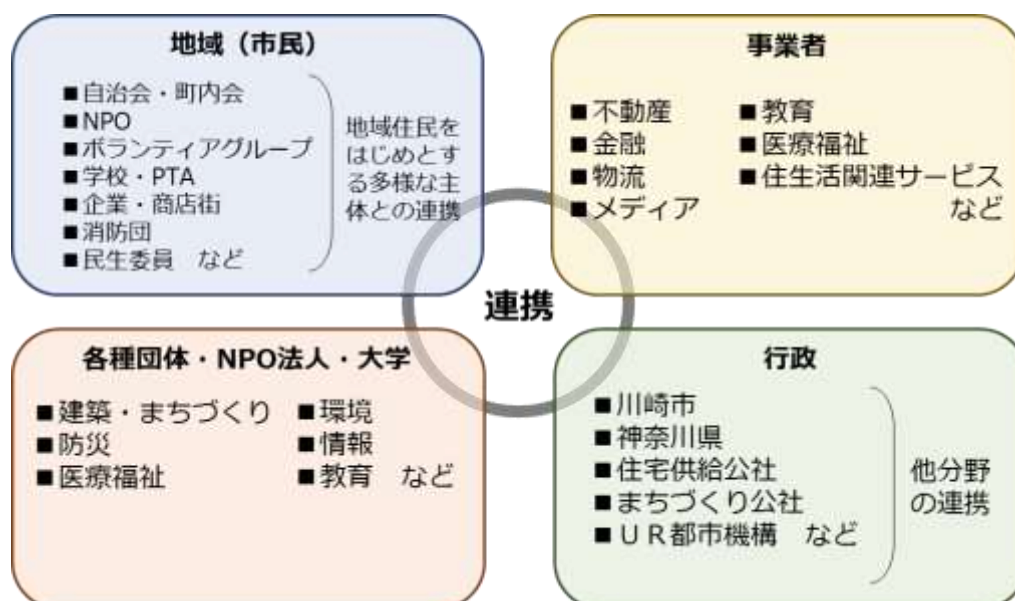 地域（市民）
■自治会・町内会
■NPO
■ボランティアグループ
■学校・PTA
■企業・商店街
■消防団
■民生委員　など
地域住民を
はじめとす
る多様な主
体との連携
事業者
■不動産
■金融
■物流
■メディア
■教育
■医療福祉
■住生活関連サービス
など
連携
各種団体・NPO法人・大学
■建築・まちづくり
■防災
■医療福祉
■環境
■情報
■教育　など
行政
■川崎市
■神奈川県
■住宅供給公社
■まちづくり公社
■ＵＲ都市機構　など
他分野
の連携